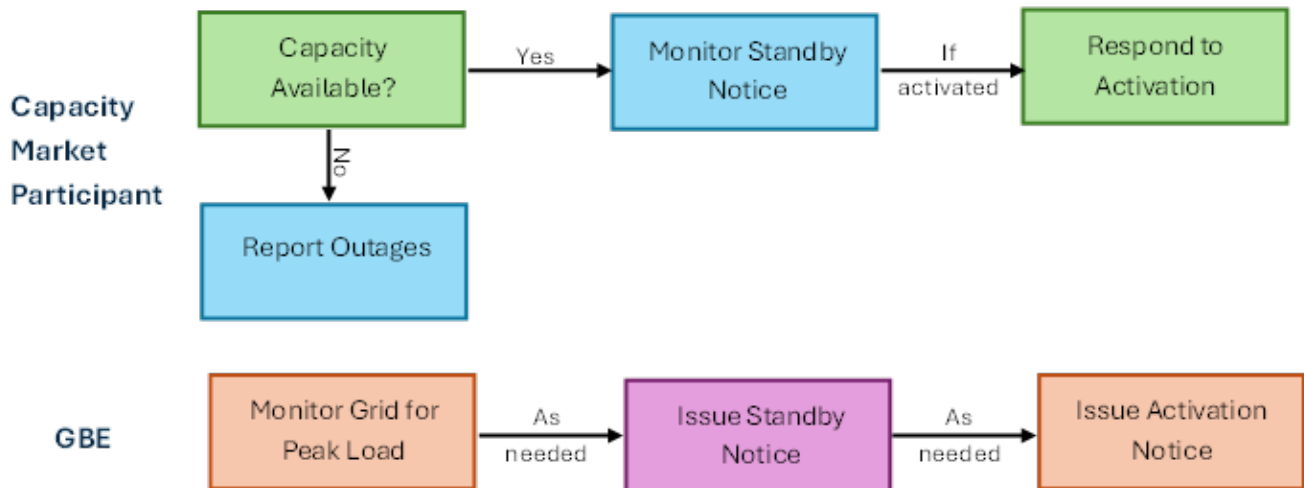 Capacity
Market
Participant
Capacity
Available?
Yes
Monitor Standby
Notice
If
activated
Respond to
Activation
No
Report Outages
GBE
Monitor Grid for
Peak Load
As
needed
Issue Standby
Notice
As
needed
Issue Activation
Notice